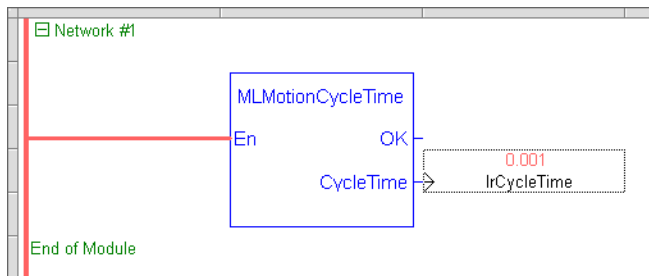 Network #1
MLMotionCycleTime
En OK
0.001
CycleTime lrCycleTime
End of Module